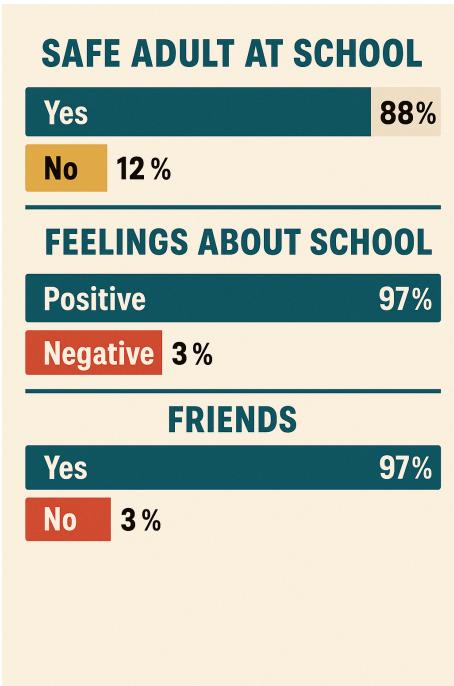 SAFE ADULT AT SCHOOL
Yes 88%
No 12%
FEELINGS ABOUT SCHOOL
Positive 97%
Negative 3%
FRIENDS
Yes 97%
No 3%